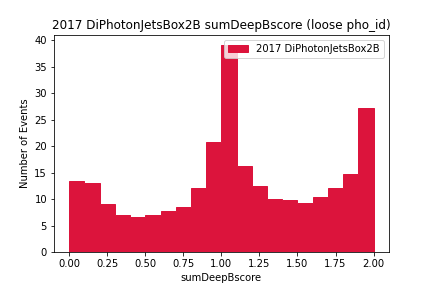 2017 DiPhotonJetsBox2B sumDeepBscore (loose pho_id)
2017 DiPhotonJetsBox2B
Number of Events
40
35
30
25
20
15
10
5
0
0.00 0.25 0.50 0.75 1.00 1.25 1.50 1.75 2.00
sumDeepBscore